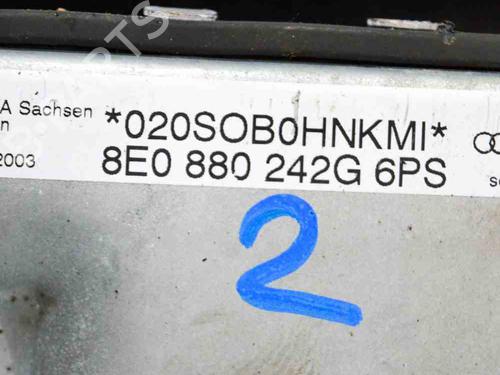 A Sachsen
*020SOB0HNKMI*
n
2003
8E0 880 242G 6PS
2